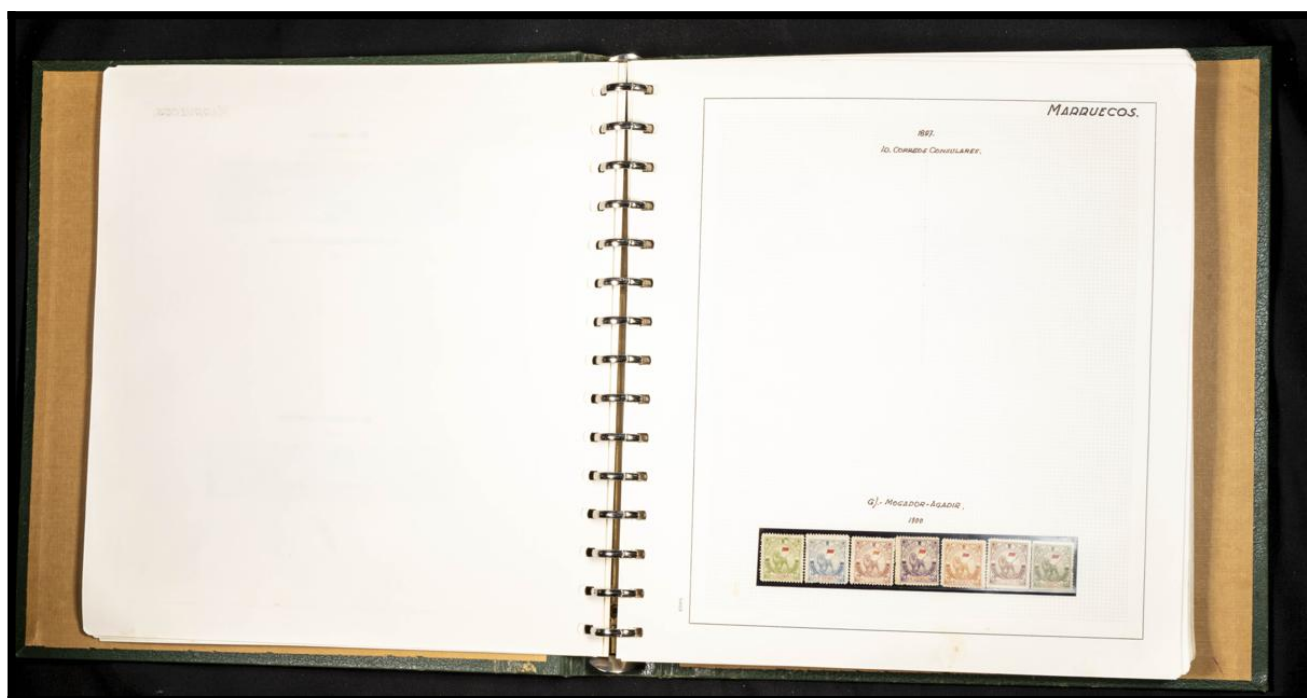 MARRUECOS.
1897.
ID. CORREOS CONSULARES.
G/. - MOGADOR - AGADIR.
1900